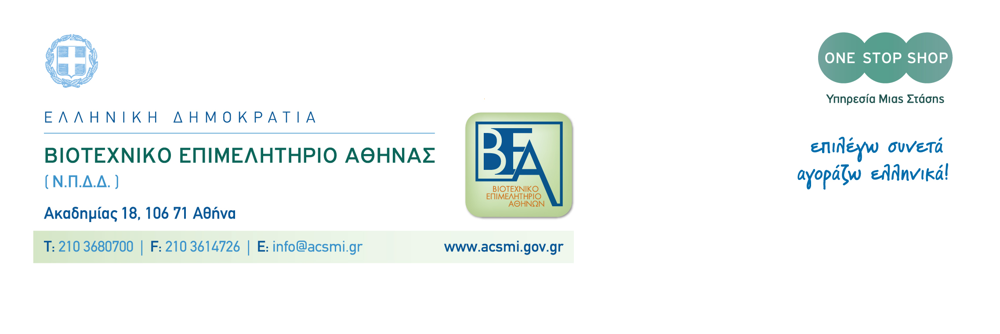 ΕΛΛΗΝΙΚΗ ΔΗΜΟΚΡΑΤΙΑ
ΒΙΟΤΕΧΝΙΚΟ ΕΠΙΜΕΛΗΤΗΡΙΟ ΑΘΗΝΑΣ
( Ν.Π.Δ.Δ. )
Ακαδημίας 18, 106 71 Αθήνα
T: 210 3680700 | F: 210 3614726 | E: info@acsmi.gr
www.acsmi.gov.gr
ΒΕΑ
ΒΙΟΤΕΧΝΙΚΟ
ΕΠΙΜΕΛΗΤΗΡΙΟ
ΑΘΗΝΩΝ
ONE STOP SHOP
Υπηρεσία Μιας Στάσης
επιλέγω συνετά
αγοράζω ελληνικά!